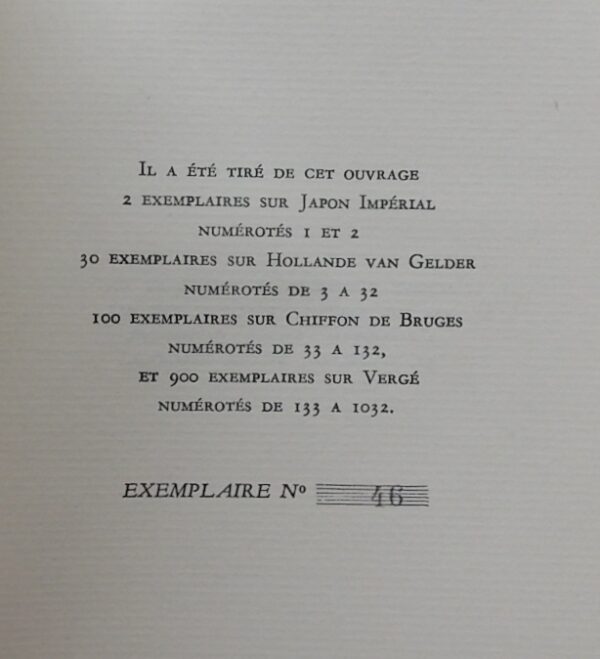 Il a été tiré de cet ouvrage
2 exemplaires sur Japon Impérial
numérotés 1 et 2
30 exemplaires sur Hollande van Gelder
numérotés de 3 a 32
100 exemplaires sur Chiffon de Bruges
numérotés de 33 a 132,
et 900 exemplaires sur Vergé
numérotés de 133 a 1032.
EXEMPLAIRE Nº 46